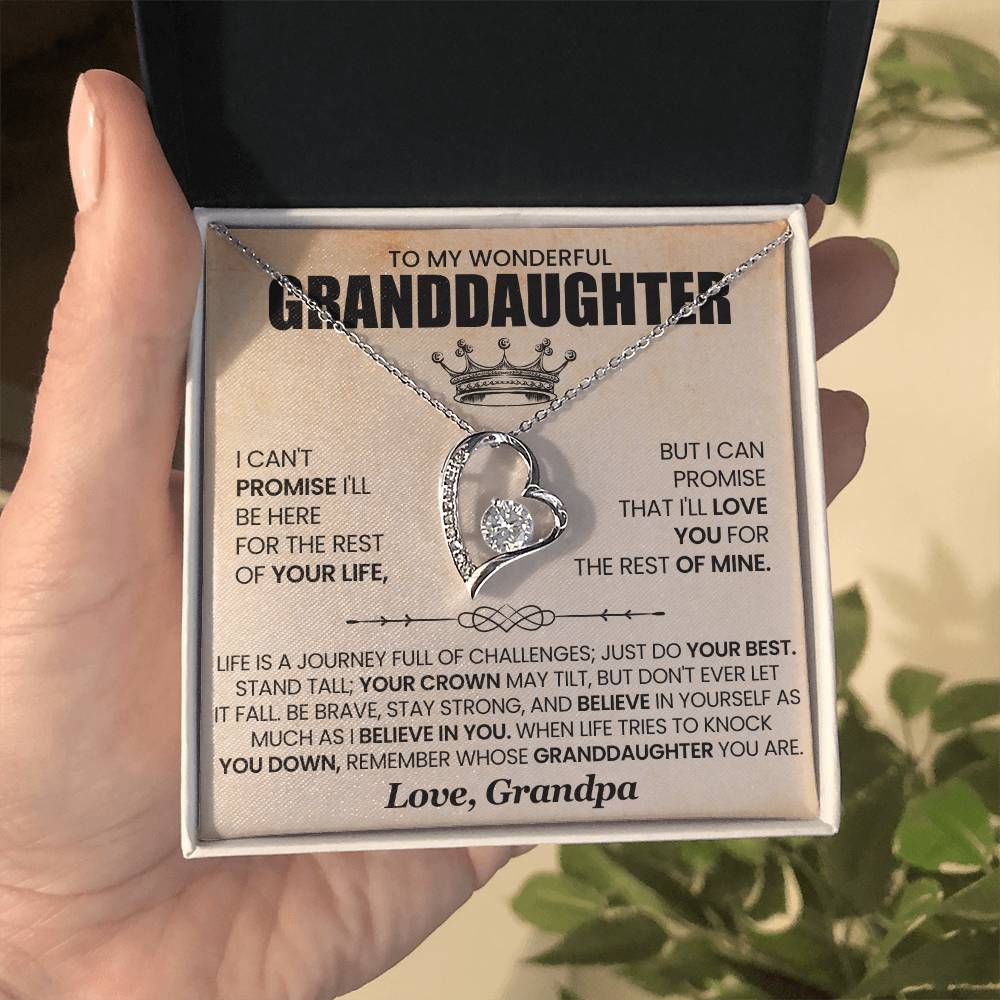 TO MY WONDERFUL
GRANDDAUGHTER
I CAN'T
PROMISE I'LL
BE HERE
FOR THE REST
OF YOUR LIFE,
BUT I CAN
PROMISE
THAT I'LL LOVE
YOU FOR
THE REST OF MINE.
LIFE IS A JOURNEY FULL OF CHALLENGES; JUST DO YOUR BEST.
STAND TALL; YOUR CROWN MAY TILT, BUT DON'T EVER LET
IT FALL. BE BRAVE, STAY STRONG, AND BELIEVE IN YOURSELF AS
MUCH AS I BELIEVE IN YOU. WHEN LIFE TRIES TO KNOCK
YOU DOWN, REMEMBER WHOSE GRANDDAUGHTER YOU ARE.
Love, Grandpa